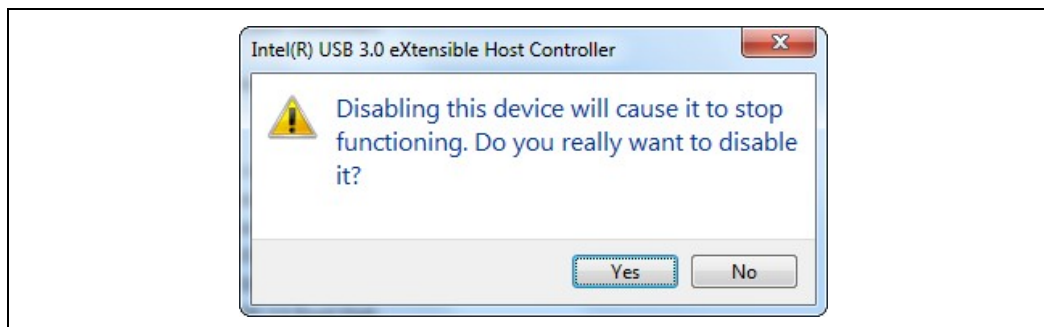 Intel(R) USB 3.0 eXtensible Host Controller
Disabling this device will cause it to stop
functioning. Do you really want to disable
it?
Yes No